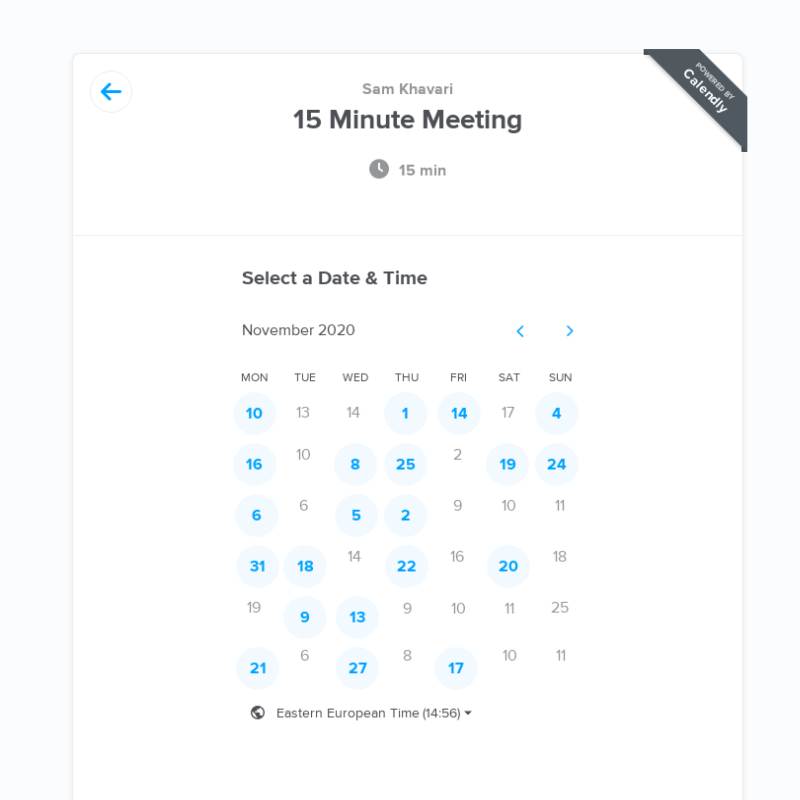 POWERED BY
Calendly
Sam Khavari
15 Minute Meeting
15 min
Select a Date & Time
November 2020
MON TUE WED THU FRI SAT SUN
10 13 14 1 14 17 4
16 10 8 25 2 19 24
6 6 5 2 9 10 11
31 18 14 22 16 20 18
19 9 13 9 10 11 25
21 6 27 8 17 10 11
Eastern European Time (14:56)